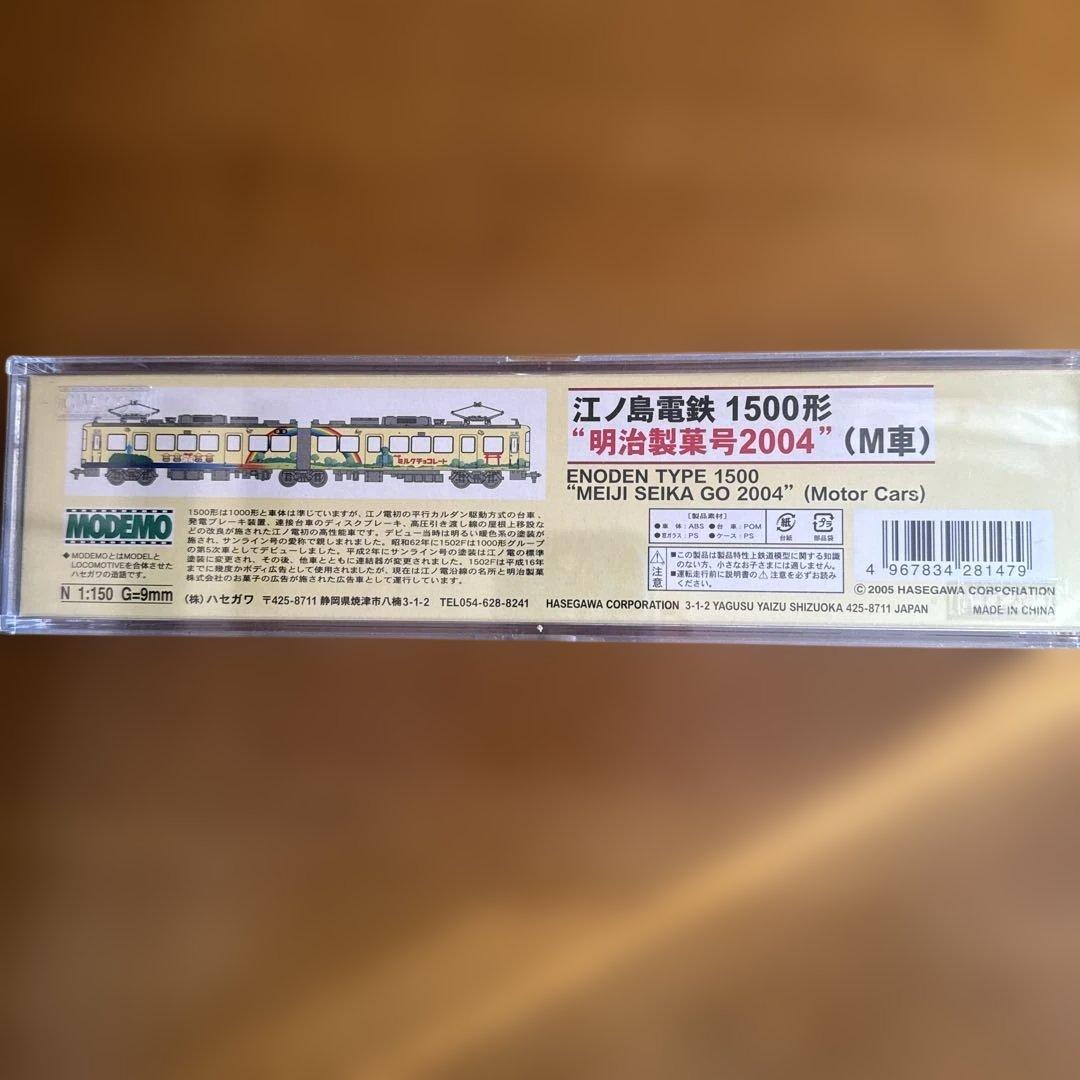 ミルクチョコレート
江ノ島電鉄 1500形
“明治製菓号2004”（M車）
ENODEN TYPE 1500
“MEIJI SEIKA GO 2004” (Motor Cars)
MODEMO
◆MODEMOとはMODELと
LOCOMOTIVEを合体させた
ハセガワの造語です。
N 1:150 G=9mm
1500形は1000形と車体は準じていますが、江ノ電初の平行カルダン駆動方式の台車、
発電ブレーキ装置、連接台車のディスクブレーキ、高圧引き渡し線の屋根上移設な
どの改良が施された江ノ電初の高性能車です。デビュー当時は明るい暖色系の塗装が
施され、サンライン号の愛称で親しまれました。昭和62年に1502Fは1000形グループ
の第5次車としてデビューしました。平成2年にサンライン号の塗装は江ノ電の標準
塗装に変更され、その後、他車とともに連結器が変更されました。1502Fは平成16年
までに幾度かボディ広告として使用されましたが、現在は江ノ電沿線の名所と明治製菓
株式会社のお菓子の広告が施された広告車として運行しています。
［製品素材］
●車 体：ABS ●台 車：POM
●窓ガラス：PS ●ケース：PS
紙
台紙
プラ
部品袋
注意
■この製品は製品特性上鉄道模型に関する知識
のない方、小さなお子さまには適しません。
■運転走行前に説明書の⚠注意を必ずお読み
ください。
4 967834 281479
© 2005 HASEGAWA CORPORATION
（株）ハセガワ 〒425-8711 静岡県焼津市八楠3-1-2 TEL054-628-8241 HASEGAWA CORPORATION 3-1-2 YAGUSU YAIZU SHIZUOKA 425-8711 JAPAN
MADE IN CHINA